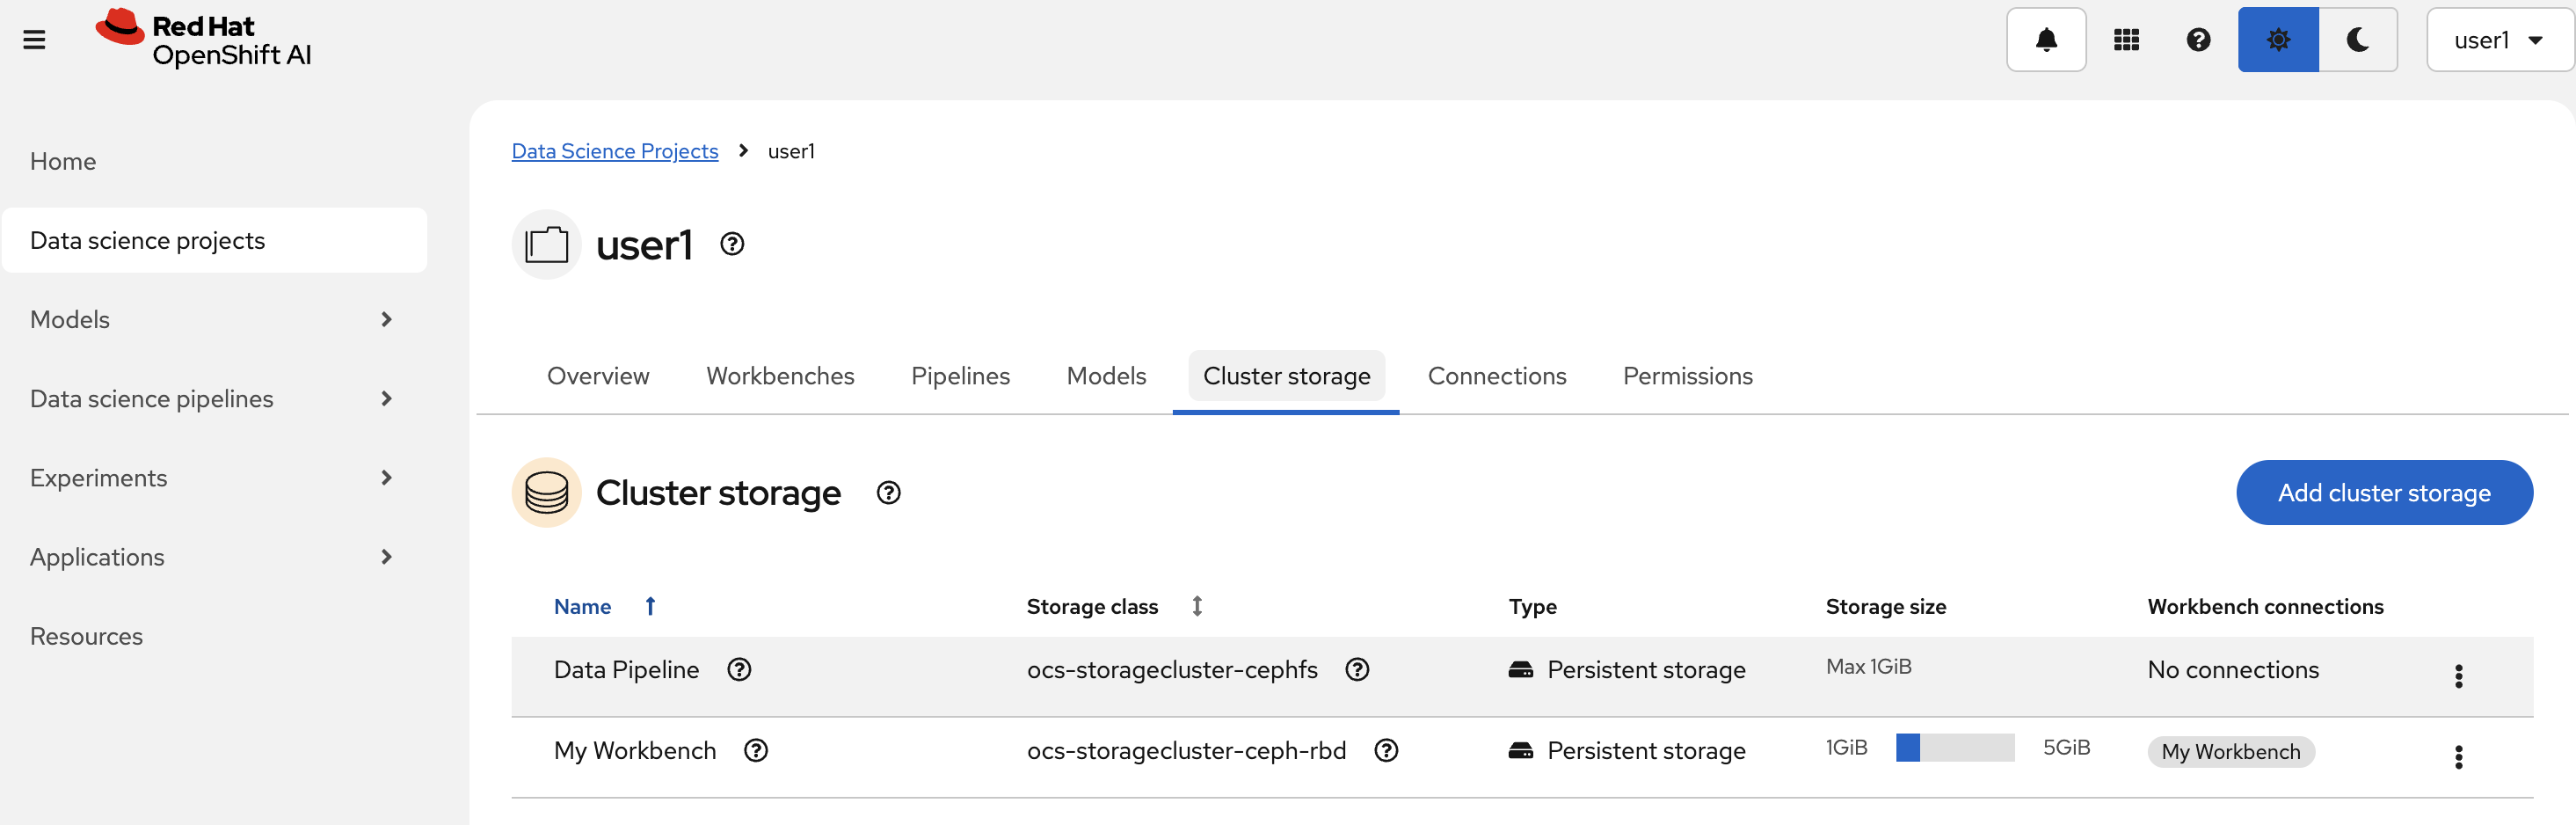 Red Hat
OpenShift AI
user1
Home
Data science projects
Models
Data science pipelines
Experiments
Applications
Resources
Data Science Projects > user1
user1
Overview Workbenches Pipelines Models Cluster storage Connections Permissions
Cluster storage
Add cluster storage
Name Storage class Type Storage size Workbench connections
Data Pipeline ocs-storagecluster-cephfs Persistent storage Max 1GiB No connections
My Workbench ocs-storagecluster-ceph-rbd Persistent storage 1GiB 5GiB My Workbench